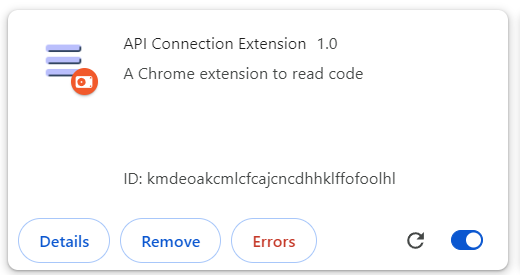 API Connection Extension 1.0
A Chrome extension to read code
ID: kmdeoakcmlcfcajcncdhhklffofoolhl
Details Remove Errors